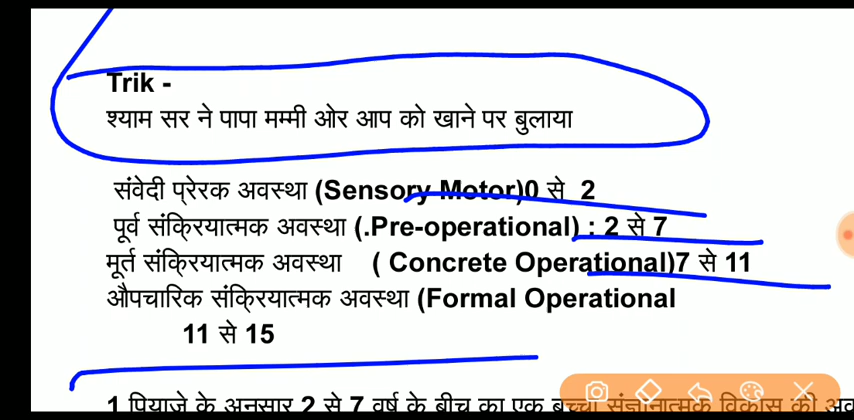 Trik -
श्याम सर ने पापा मम्मी ओर आप को खाने पर बुलाया
संवेदी प्रेरक अवस्था (Sensory Motor)0 से 2
पूर्व संक्रियात्मक अवस्था (.Pre-operational) : 2 से 7
मूर्त संक्रियात्मक अवस्था ( Concrete Operational)7 से 11
औपचारिक संक्रियात्मक अवस्था (Formal Operational
11 से 15
1 पियाजे के अनुसार 2 से 7 वर्ष के बीच का एक बच्चा संज्ञानात्मक विकास की